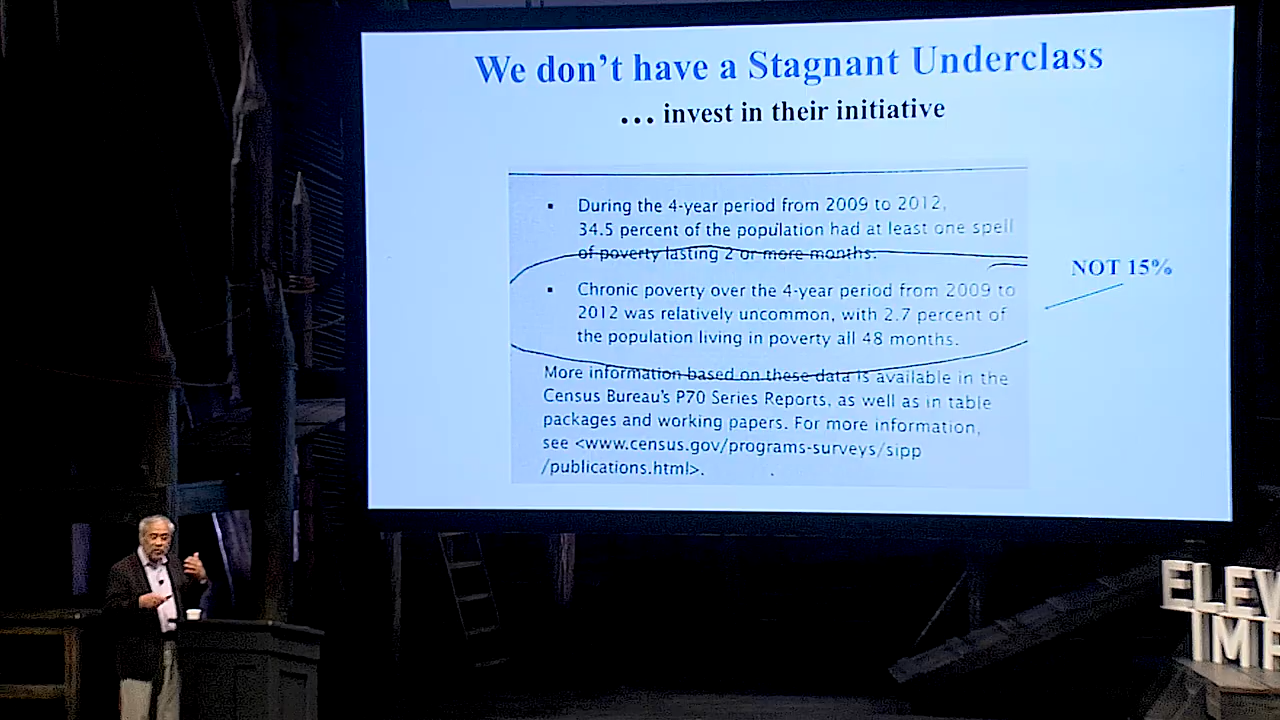 We don't have a Stagnant Underclass
... invest in their initiative
▪ During the 4-year period from 2009 to 2012,
34.5 percent of the population had at least one spell
of poverty lasting 2 or more months.
NOT 15%
▪ Chronic poverty over the 4-year period from 2009 to
2012 was relatively uncommon, with 2.7 percent of
the population living in poverty all 48 months.
More information based on these data is available in the
Census Bureau's P70 Series Reports, as well as in table
packages and working papers. For more information,
see <www.census.gov/programs-surveys/sipp
/publications.html>.
ELEV
IMP